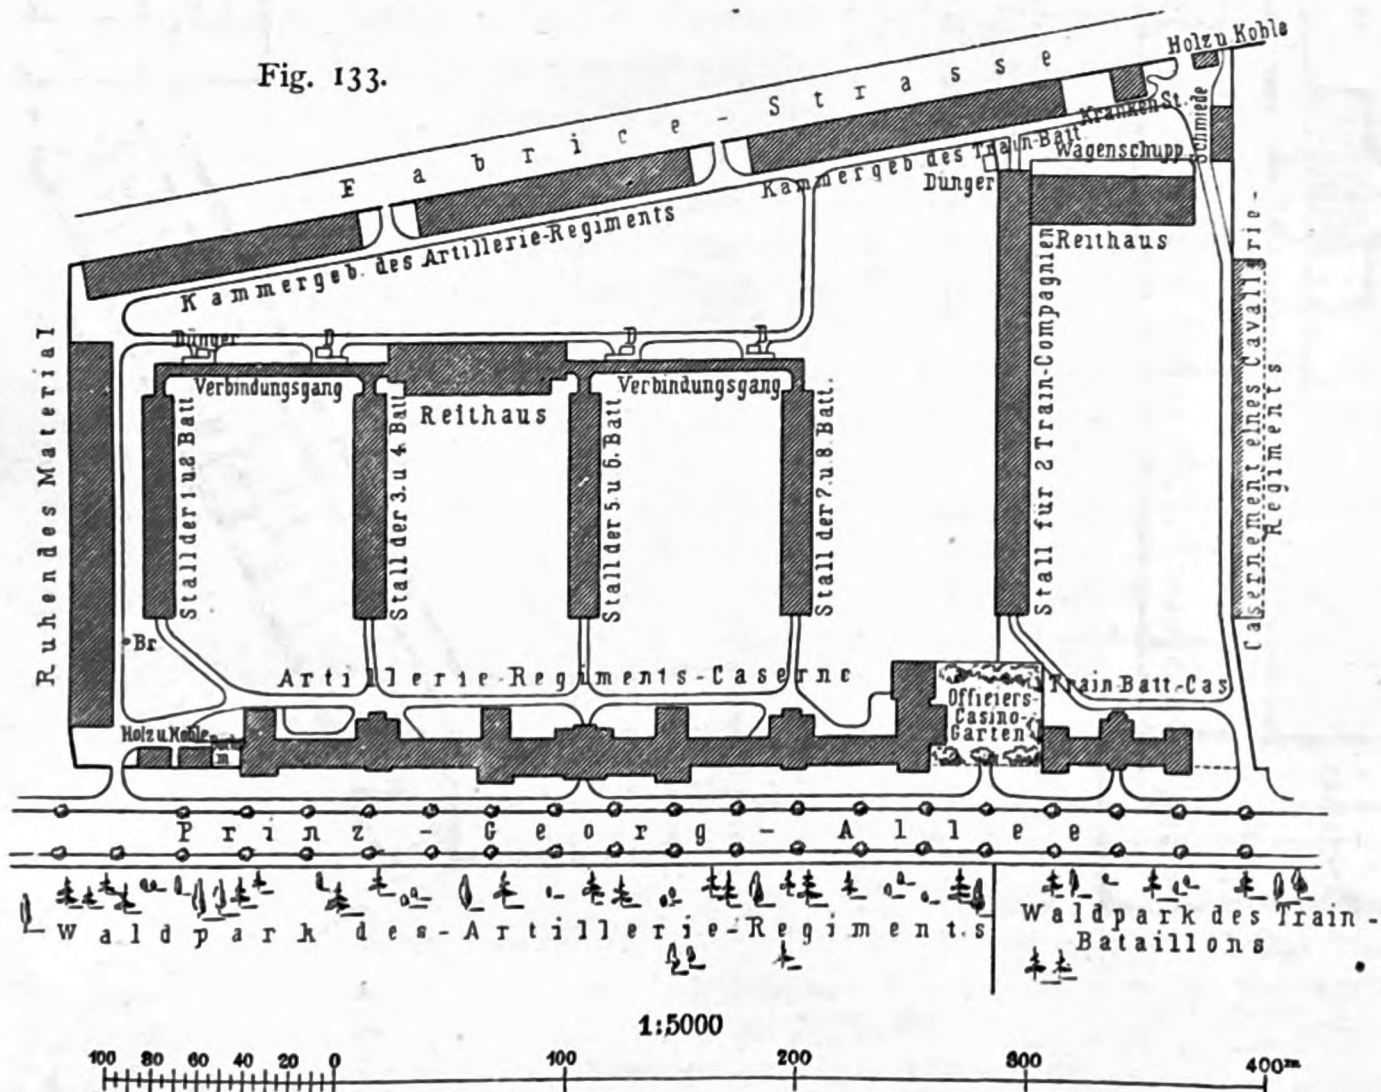 Fig. 133.
Fabrice-Strasse
Holz u Kohle
Kranken St.
Schmiede
Kammergeb des Train-Batt.
Wagenschupp
Dünger
Reithaus
Kammergeb. des Artillerie-Regiments
Casernement eines Cavallerie-
Regiments
Ruhendes Material
Dünger
D
D
D
Verbindungsgang
Verbindungsgang
Reithaus
Stall der 1 u. 2 Batt
Stall der 3. u 4. Batt.
Stall der 5 u 6. Batt
Stall der 7. u. 8. Batt.
Stall für 2 Train-Compagnien
Br.
Artillerie-Regiments-Caserne
Train-Batt-Cas
Officiers-
Casino-
Garten
Holz u Kohle
m
Prinz-Georg-Allee
Waldpark des-Artillerie-Regiments
Waldpark des Train-
Bataillons
1:5000
100 80 60 40 20 0 100 200 300 400m